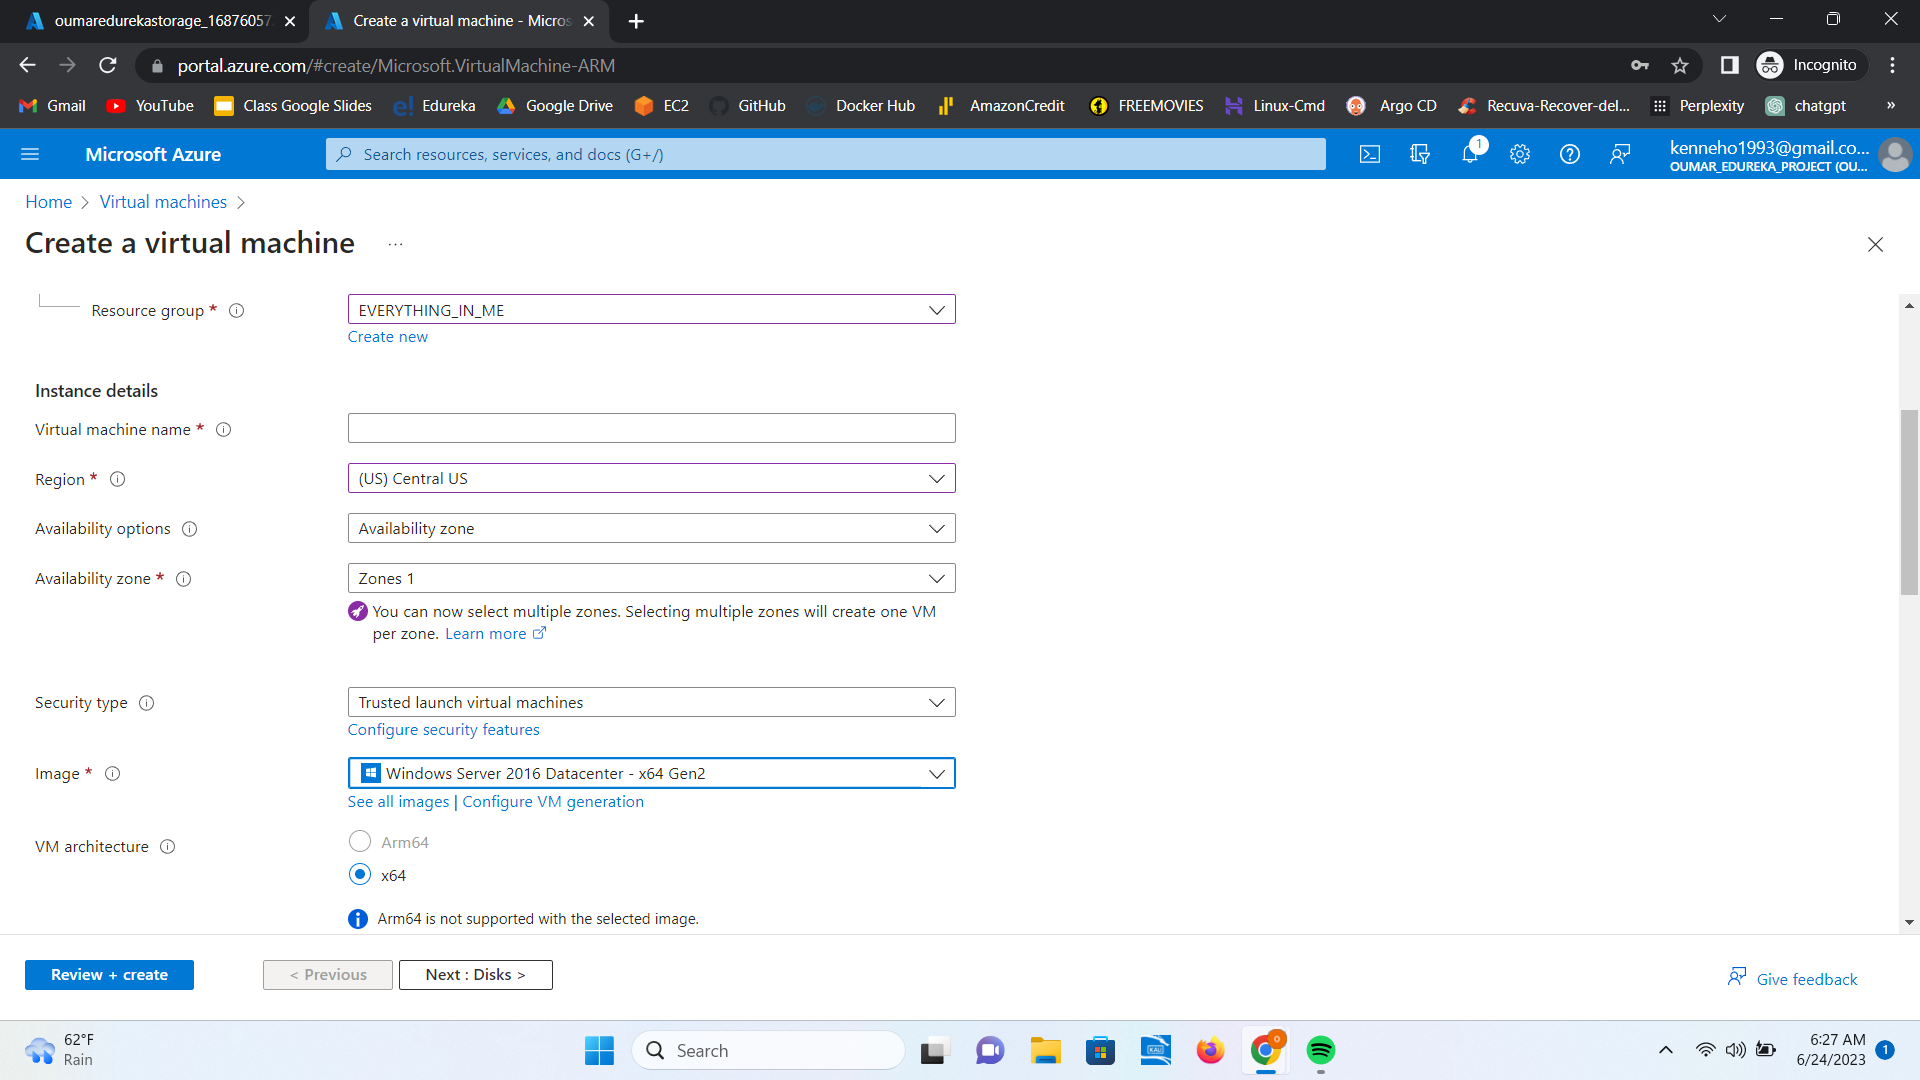 oumaredurekastorage_16876057
Create a virtual machine - Micros
portal.azure.com/#create/Microsoft.VirtualMachine-ARM
Incognito
Gmail
YouTube
Class Google Slides
Edureka
Google Drive
EC2
GitHub
Docker Hub
AmazonCredit
FREEMOVIES
Linux-Cmd
Argo CD
Recuva-Recover-del...
Perplexity
chatgpt
»
Microsoft Azure
Search resources, services, and docs (G+/)
1
kenneho1993@gmail.co...
OUMAR_EDUREKA_PROJECT (OU...
Home > Virtual machines >
Create a virtual machine ...
Resource group *
EVERYTHING_IN_ME
Create new
Instance details
Virtual machine name *
Region *
(US) Central US
Availability options
Availability zone
Availability zone *
Zones 1
You can now select multiple zones. Selecting multiple zones will create one VM
per zone. Learn more
Security type
Trusted launch virtual machines
Configure security features
Image *
Windows Server 2016 Datacenter - x64 Gen2
See all images | Configure VM generation
VM architecture
Arm64
x64
Arm64 is not supported with the selected image.
Review + create
< Previous
Next : Disks >
Give feedback
62°F
Rain
Search
KALI
0
6:27 AM
6/24/2023
1